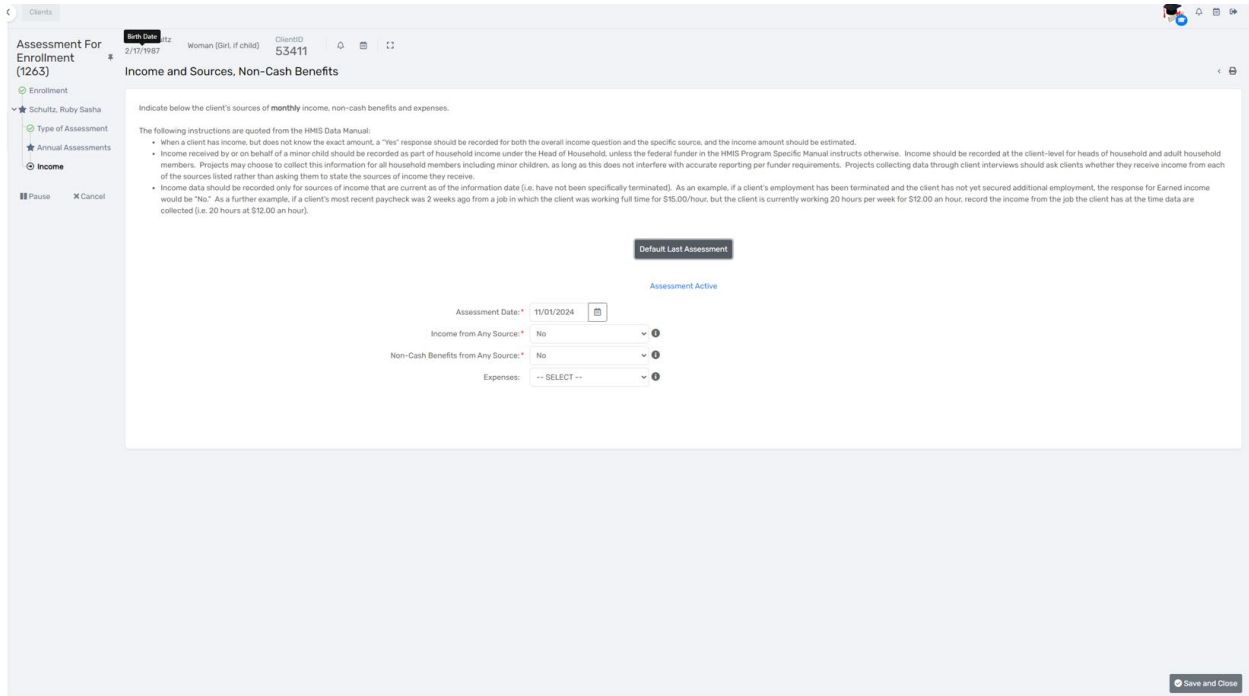 Clients
Assessment For
Enrollment
(1263)
Enrollment
Schultz, Ruby Sasha
Type of Assessment
Annual Assessments
Income
Pause Cancel
Birth Date
2/17/1987
Woman (Girl, if child)
ClientID
53411
Income and Sources, Non-Cash Benefits
Indicate below the client's sources of monthly income, non-cash benefits and expenses.
The following instructions are quoted from the HMIS Data Manual:
• When a client has income, but does not know the exact amount, a "Yes" response should be recorded for both the overall income question and the specific source, and the income amount should be estimated.
• Income received by or on behalf of a minor child should be recorded as part of household income under the Head of Household, unless the federal funder in the HMIS Program Specific Manual instructs otherwise. Income should be recorded at the client-level for heads of household and adult household
members. Projects may choose to collect this information for all household members including minor children, as long as this does not interfere with accurate reporting per funder requirements. Projects collecting data through client interviews should ask clients whether they receive income from each
of the sources listed rather than asking them to state the sources of income they receive.
• Income data should be recorded only for sources of income that are current as of the information date (i.e. have not been specifically terminated). As an example, if a client's employment has been terminated and the client has not yet secured additional employment, the response for Earned income
would be "No." As a further example, if a client's most recent paycheck was 2 weeks ago from a job in which the client was working full time for $15.00/hour, but the client is currently working 20 hours per week for $12.00 an hour, record the income from the job the client has at the time data are
collected (i.e. 20 hours at $12.00 an hour).
Default Last Assessment
Assessment Active
Assessment Date:* 11/01/2024
Income from Any Source:* No
Non-Cash Benefits from Any Source:* No
Expenses: -- SELECT --
Save and Close